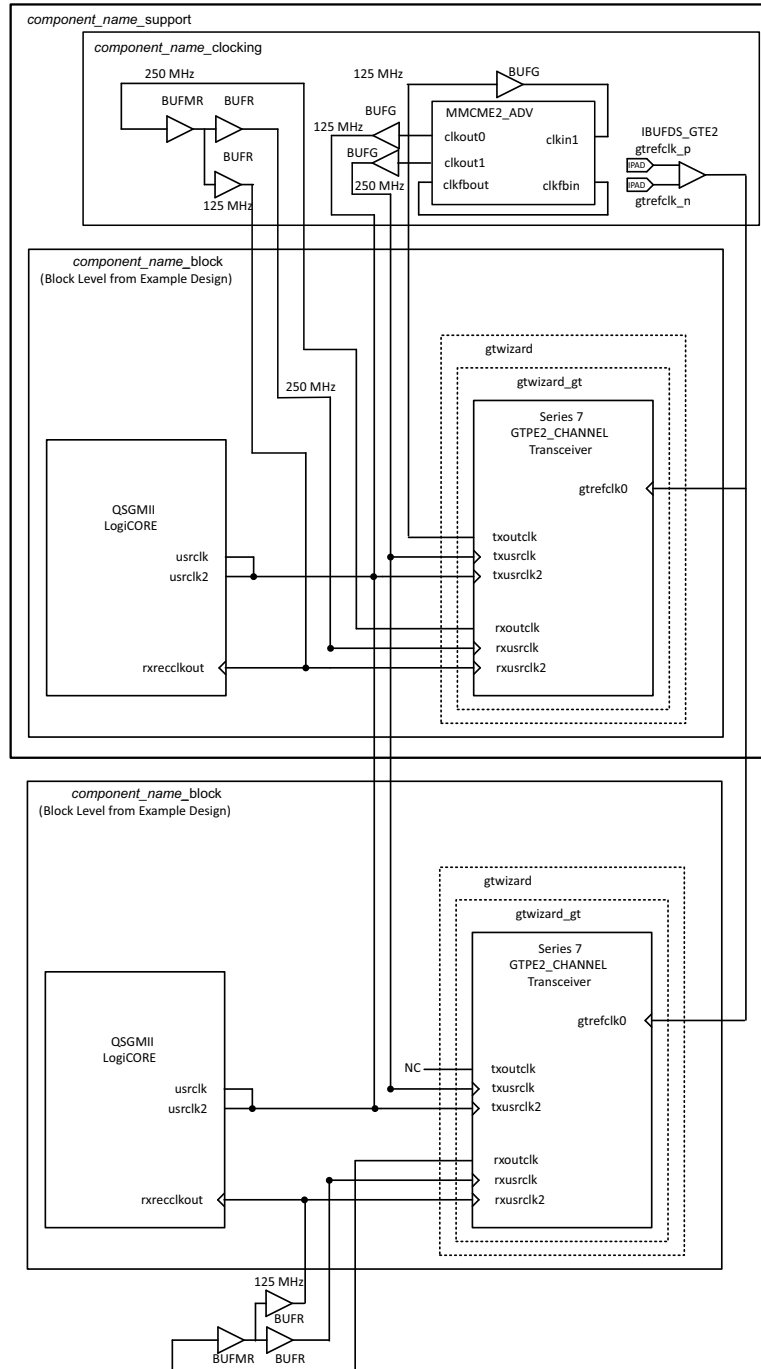 component_name_support
component_name_clocking
250 MHz
BUFMR
BUFR
BUFR
125 MHz
125 MHz
BUFG
BUFG
125 MHz
BUFG
250 MHz
MMCME2_ADV
clkout0
clkin1
clkout1
clkfbout
clkfbin
IBUFDS_GTE2
gtrefclk_p
IPAD
IPAD
gtrefclk_n
component_name_block
(Block Level from Example Design)
250 MHz
gtwizard
gtwizard_gt
Series 7
GTPE2_CHANNEL
Transceiver
gtrefclk0
QSGMII
LogiCORE
usrclk
usrclk2
rxrecclkout
txoutclk
txusrclk
txusrclk2
rxoutclk
rxusrclk
rxusrclk2
component_name_block
(Block Level from Example Design)
gtwizard
gtwizard_gt
Series 7
GTPE2_CHANNEL
Transceiver
gtrefclk0
QSGMII
LogiCORE
usrclk
usrclk2
rxrecclkout
NC
txoutclk
txusrclk
txusrclk2
rxoutclk
rxusrclk
rxusrclk2
125 MHz
BUFR
BUFMR
BUFR